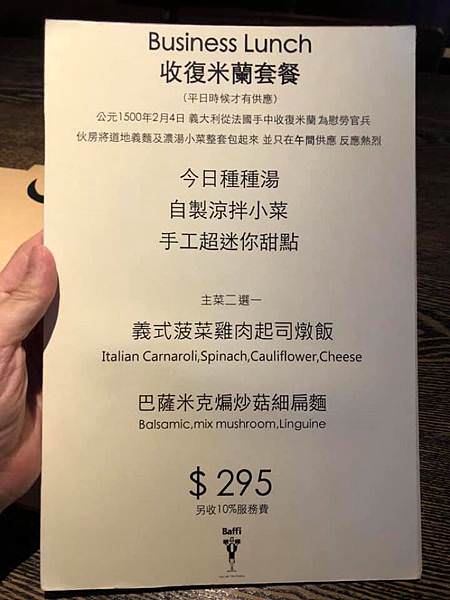 Business Lunch
收復米蘭套餐
（平日時候才有供應）
公元1500年2月4日 義大利從法國手中收復米蘭 為慰勞官兵
伙房將道地義麵及濃湯小菜整套包起來 並只在午間供應 反應熱烈
今日種種湯
自製涼拌小菜
手工超迷你甜點
主菜二選一
義式菠菜雞肉起司燉飯
Italian Carnaroli,Spinach,Cauliflower,Cheese
巴薩米克煸炒菇細扁麵
Balsamic,mix mushroom,Linguine
$ 295
另收10%服務費
Baffi